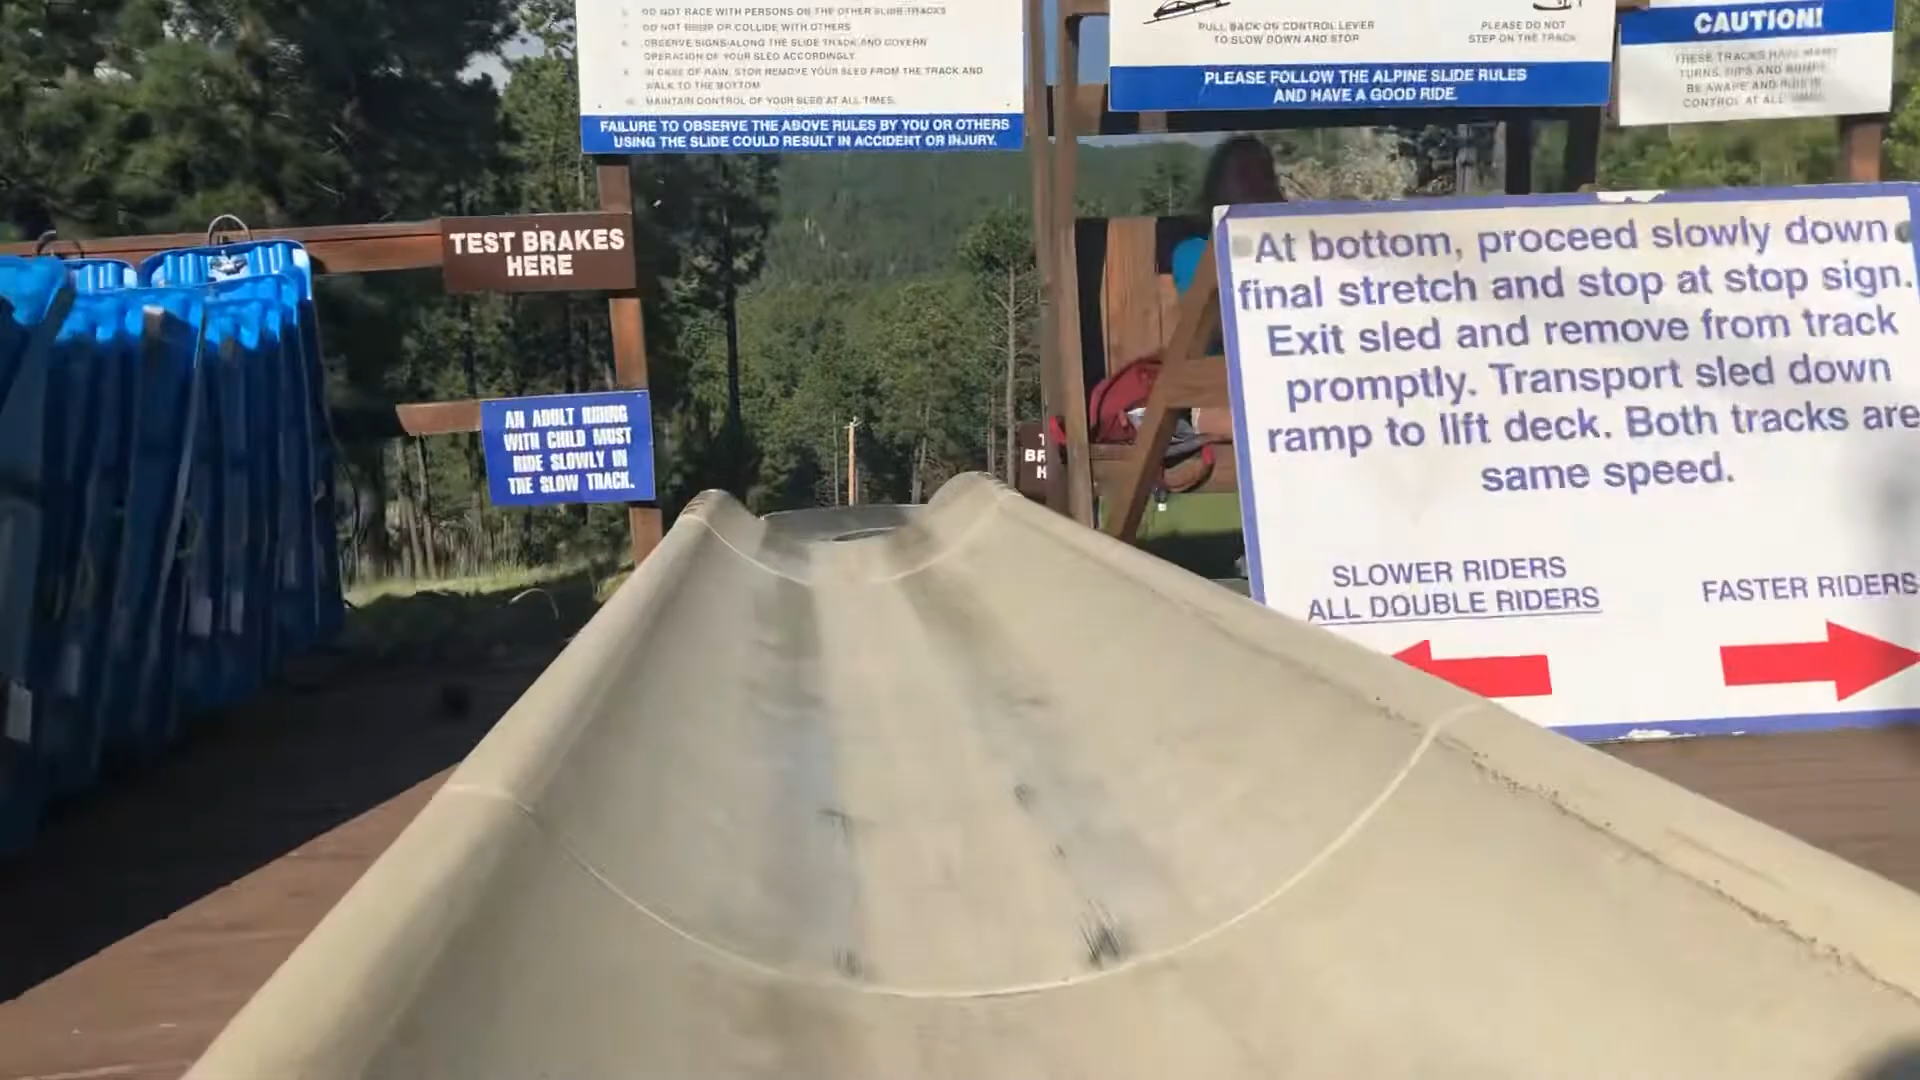 DO NOT RACE WITH PERSONS ON THE OTHER SLIDE TRACKS
DO NOT BUMP OR COLLIDE WITH OTHERS
OBSERVE SIGNS ALONG THE SLIDE TRACK AND GOVERN
OPERATION OF YOUR SLED ACCORDINGLY.
IN CASE OF RAIN, STOP, REMOVE YOUR SLED FROM THE TRACK AND
WALK TO THE BOTTOM
MAINTAIN CONTROL OF YOUR SLED AT ALL TIMES.
FAILURE TO OBSERVE THE ABOVE RULES BY YOU OR OTHERS
USING THE SLIDE COULD RESULT IN ACCIDENT OR INJURY.
PULL BACK ON CONTROL LEVER
TO SLOW DOWN AND STOP
PLEASE DO NOT
STEP ON THE TRACK
PLEASE FOLLOW THE ALPINE SLIDE RULES
AND HAVE A GOOD RIDE.
CAUTION!
THESE TRACKS HAVE MANY
TURNS, DIPS AND BUMPS
BE AWARE AND RIDE IN
CONTROL AT ALL
TEST BRAKES
HERE
AN ADULT RIDING
WITH CHILD MUST
RIDE SLOWLY IN
THE SLOW TRACK.
At bottom, proceed slowly down
final stretch and stop at stop sign.
Exit sled and remove from track
promptly. Transport sled down
ramp to lift deck. Both tracks are
same speed.
SLOWER RIDERS
ALL DOUBLE RIDERS
FASTER RIDERS